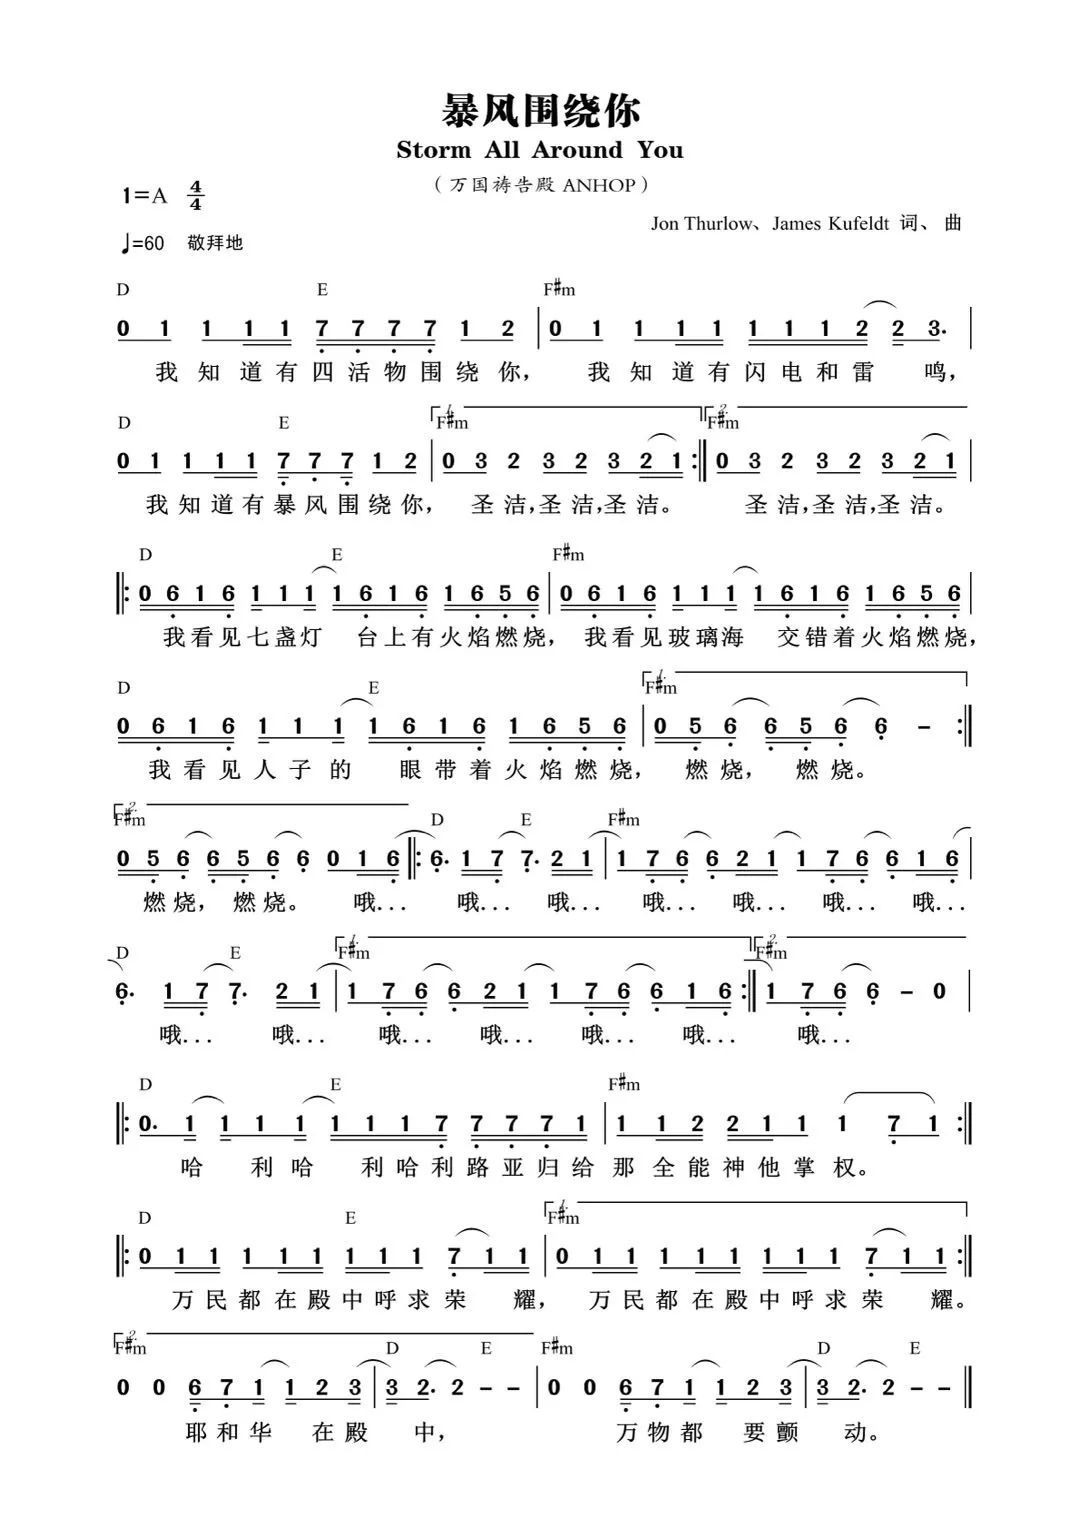 暴风围绕你
Storm All Around You
（万国祷告殿 ANHOP）
1=A 4/4
Jon Thurlow、James Kufeldt 词、曲
♩=60 敬拜地
D E F#m
0 1 1 1 1 7 7 7 7 1 2 | 0 1 1 1 1 1 1 1 2 2 3. |
我 知 道 有 四 活 物 围 绕 你， 我 知 道 有 闪 电 和 雷 鸣，
D E 1. F#m 2. F#m
0 1 1 1 1 7 7 7 1 2 | 0 3 2 3 2 3 2 1 :‖ 0 3 2 3 2 3 2 1 |
我 知 道 有 暴 风 围 绕 你， 圣 洁，圣 洁，圣 洁。 圣 洁，圣 洁，圣 洁。
D E F#m
‖: 0 6 1 6 1 1 1 1 6 1 6 1 6 5 6 | 0 6 1 6 1 1 1 1 6 1 6 1 6 5 6 |
我 看 见 七 盏 灯 台 上 有 火 焰 燃 烧， 我 看 见 玻 璃 海 交 错 着 火 焰 燃 烧，
D E 1. F#m
0 6 1 6 1 1 1 1 6 1 6 1 6 5 6 | 0 5 6 6 5 6 6 – :‖
我 看 见 人 子 的 眼 带 着 火 焰 燃 烧， 燃 烧， 燃 烧。
2. F#m D E F#m
0 5 6 6 5 6 6 0 1 6 ‖: 6. 1 7 7. 2 1 | 1 7 6 6 2 1 1 7 6 6 1 6 |
燃 烧， 燃 烧。 哦... 哦... 哦... 哦... 哦... 哦... 哦...
D E 1. F#m 2. F#m
6. 1 7 7. 2 1 | 1 7 6 6 2 1 1 7 6 6 1 6 :‖ 1 7 6 6 – 0 |
哦... 哦... 哦... 哦... 哦... 哦... 哦...
D E F#m
‖: 0. 1 1 1 1 1 1 1 7 7 7 7 1 | 1 1 2 2 1 1 1 7 1 :‖
哈 利 哈 利 哈 利 路 亚 归 给 那 全 能 神 他 掌 权。
D E 1. F#m
‖: 0 1 1 1 1 1 1 1 1 7 1 1 | 0 1 1 1 1 1 1 1 1 7 1 1 :‖
万 民 都 在 殿 中 呼 求 荣 耀， 万 民 都 在 殿 中 呼 求 荣 耀。
2. F#m D E F#m D E
0 0 6 7 1 1 2 3 | 3 2. 2 – – | 0 0 6 7 1 1 2 3 | 3 2. 2 – – ‖
耶 和 华 在 殿 中， 万 物 都 要 颤 动。